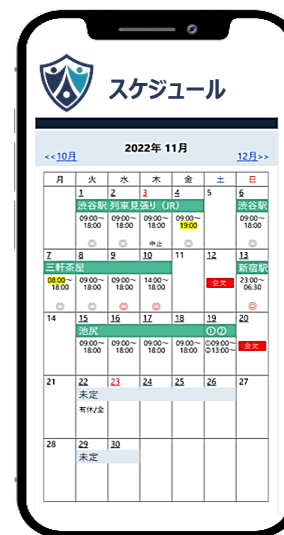 スケジュール
2022年 11月
<<10月 12月>>
月 火 水 木 金 土 日
1 2 3 4 5 6
渋谷駅 列車見張り (JR) 渋谷駅
09:00～ 09:00～ 09:00～ 09:00～ 09:00～
18:00 18:00 18:00 19:00 18:00
◎ ◎ 中止 ◎ ◎
7 8 9 10 11 12 13
三軒茶屋 新宿駅
08:00～ 09:00～ 09:00～ 14:00～ 23:00～
18:00 18:00 18:00 18:00 会欠 06:30
◎ ◎ ◎ ◎ ◎
14 15 16 17 18 19 20
池尻 ①②
09:00～ 09:00～ 09:00～ 09:00～ ①09:00～ 会欠
18:00 18:00 18:00 18:00 ②13:00～
21 22 23 24 25 26 27
未定
有休/金
28 29 30
未定